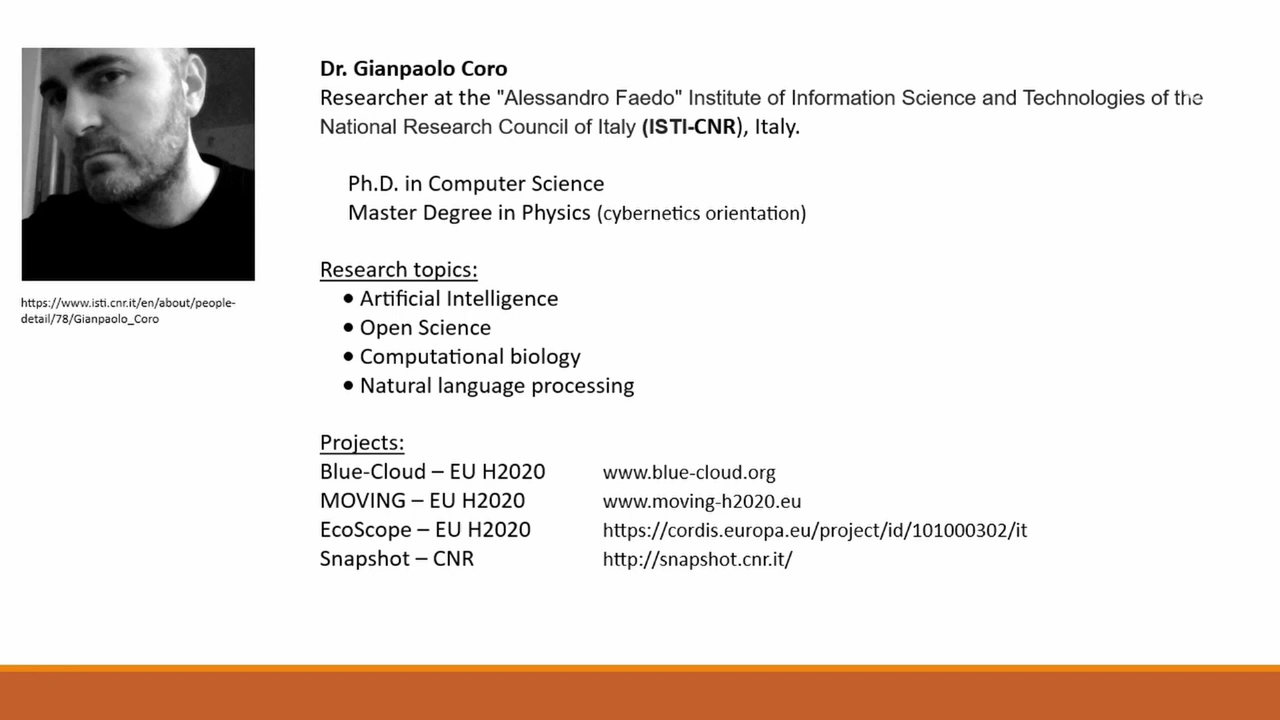 Dr. Gianpaolo Coro
Researcher at the "Alessandro Faedo" Institute of Information Science and Technologies of the
National Research Council of Italy (ISTI-CNR), Italy.
Ph.D. in Computer Science
Master Degree in Physics (cybernetics orientation)
https://www.isti.cnr.it/en/about/people-
detail/78/Gianpaolo_Coro
Research topics:
• Artificial Intelligence
• Open Science
• Computational biology
• Natural language processing
Projects:
Blue-Cloud – EU H2020 www.blue-cloud.org
MOVING – EU H2020 www.moving-h2020.eu
EcoScope – EU H2020 https://cordis.europa.eu/project/id/101000302/it
Snapshot – CNR http://snapshot.cnr.it/